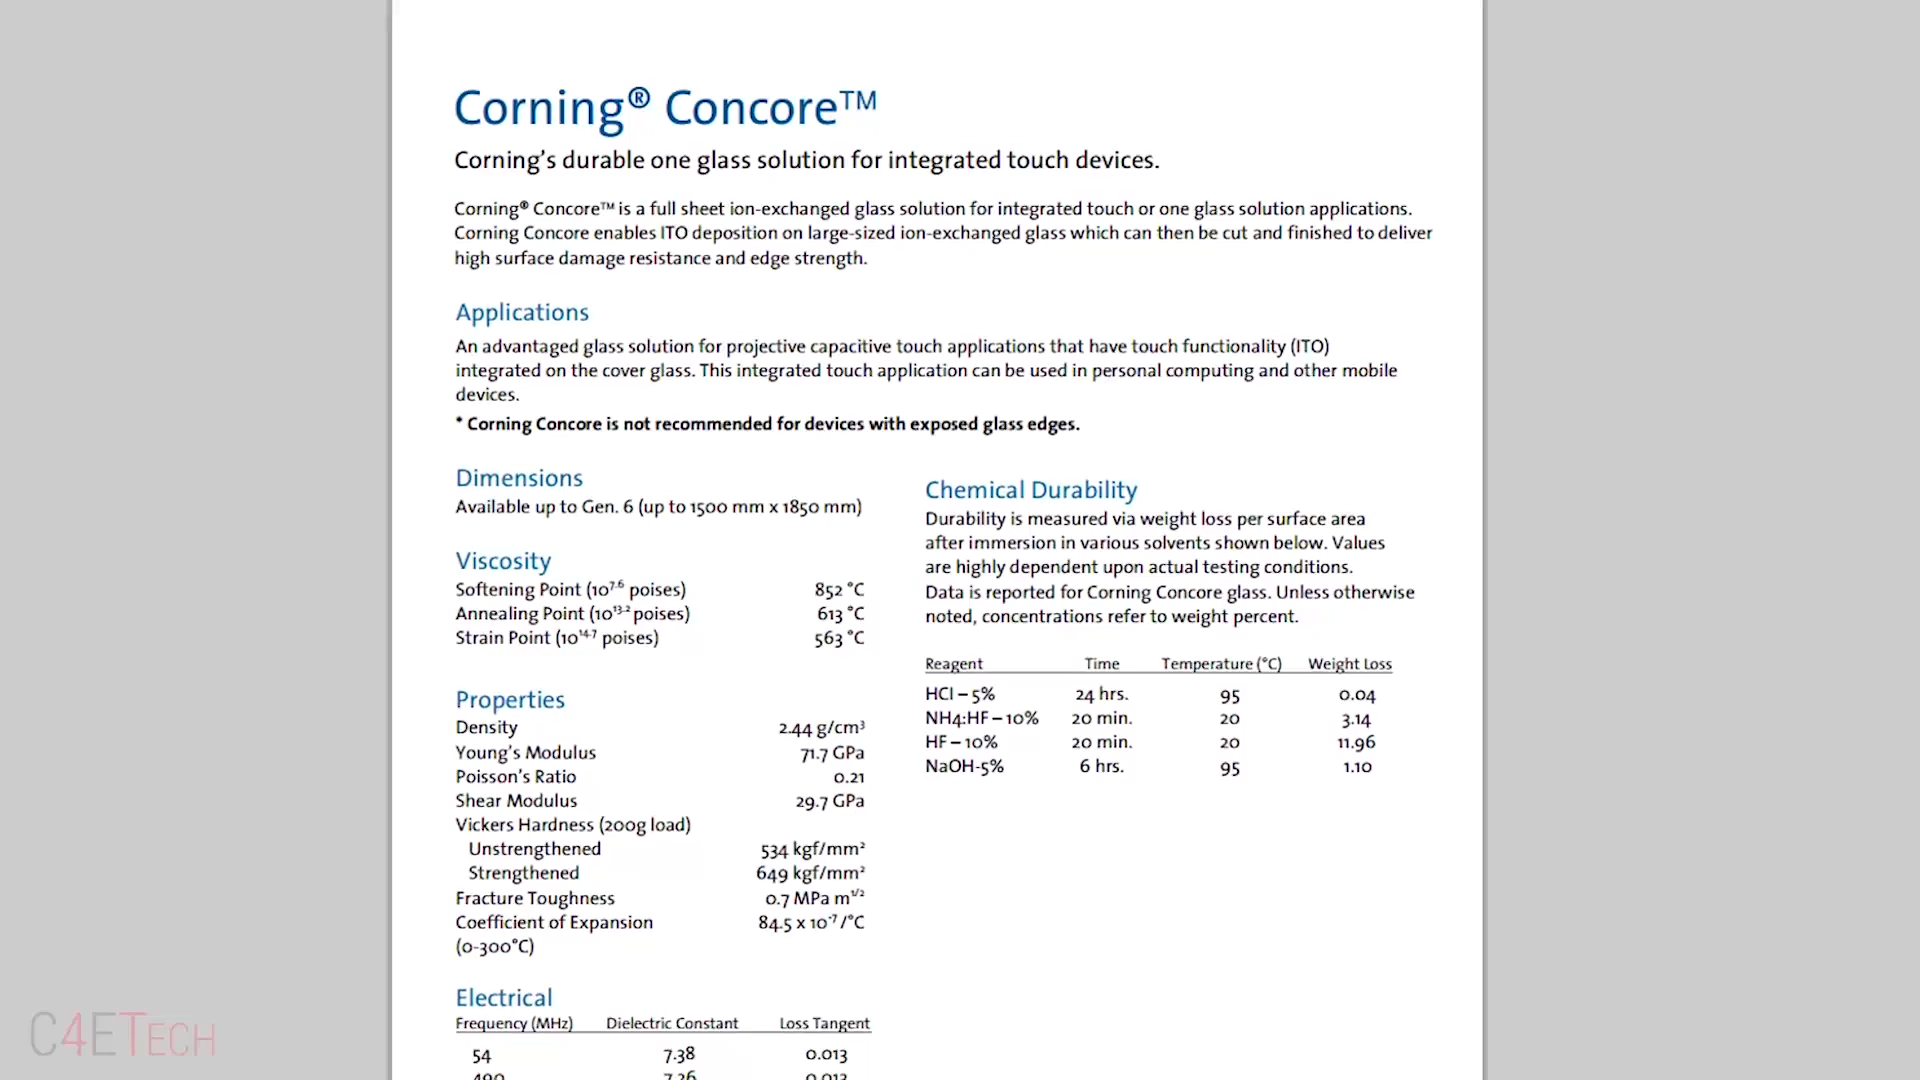 Corning® Concore™
Corning's durable one glass solution for integrated touch devices.
Corning® Concore™ is a full sheet ion-exchanged glass solution for integrated touch or one glass solution applications.
Corning Concore enables ITO deposition on large-sized ion-exchanged glass which can then be cut and finished to deliver
high surface damage resistance and edge strength.
Applications
An advantaged glass solution for projective capacitive touch applications that have touch functionality (ITO)
integrated on the cover glass. This integrated touch application can be used in personal computing and other mobile
devices.
* Corning Concore is not recommended for devices with exposed glass edges.
Dimensions
Available up to Gen. 6 (up to 1500 mm x 1850 mm)
Viscosity
Softening Point (10⁷·⁶ poises) 852 °C
Annealing Point (10¹³·² poises) 613 °C
Strain Point (10¹⁴·⁷ poises) 563 °C
Properties
Density 2.44 g/cm³
Young's Modulus 71.7 GPa
Poisson's Ratio 0.21
Shear Modulus 29.7 GPa
Vickers Hardness (200g load)
Unstrengthened 534 kgf/mm²
Strengthened 649 kgf/mm²
Fracture Toughness 0.7 MPa m¹/²
Coefficient of Expansion 84.5 x 10⁻⁷ /°C
(0-300°C)
Electrical
Frequency (MHz) Dielectric Constant Loss Tangent
54 7.38 0.013
490 7.26 0.013
Chemical Durability
Durability is measured via weight loss per surface area
after immersion in various solvents shown below. Values
are highly dependent upon actual testing conditions.
Data is reported for Corning Concore glass. Unless otherwise
noted, concentrations refer to weight percent.
Reagent Time Temperature (°C) Weight Loss
HCl – 5% 24 hrs. 95 0.04
NH4:HF – 10% 20 min. 20 3.14
HF – 10% 20 min. 20 11.96
NaOH-5% 6 hrs. 95 1.10
C4ETech